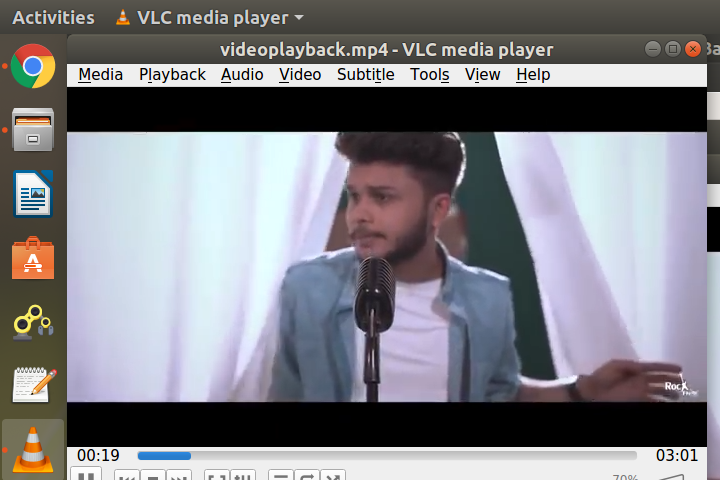 Activities VLC media player
videoplayback.mp4 - VLC media player
Media Playback Audio Video Subtitle Tools View Help
00:19 03:01
70%